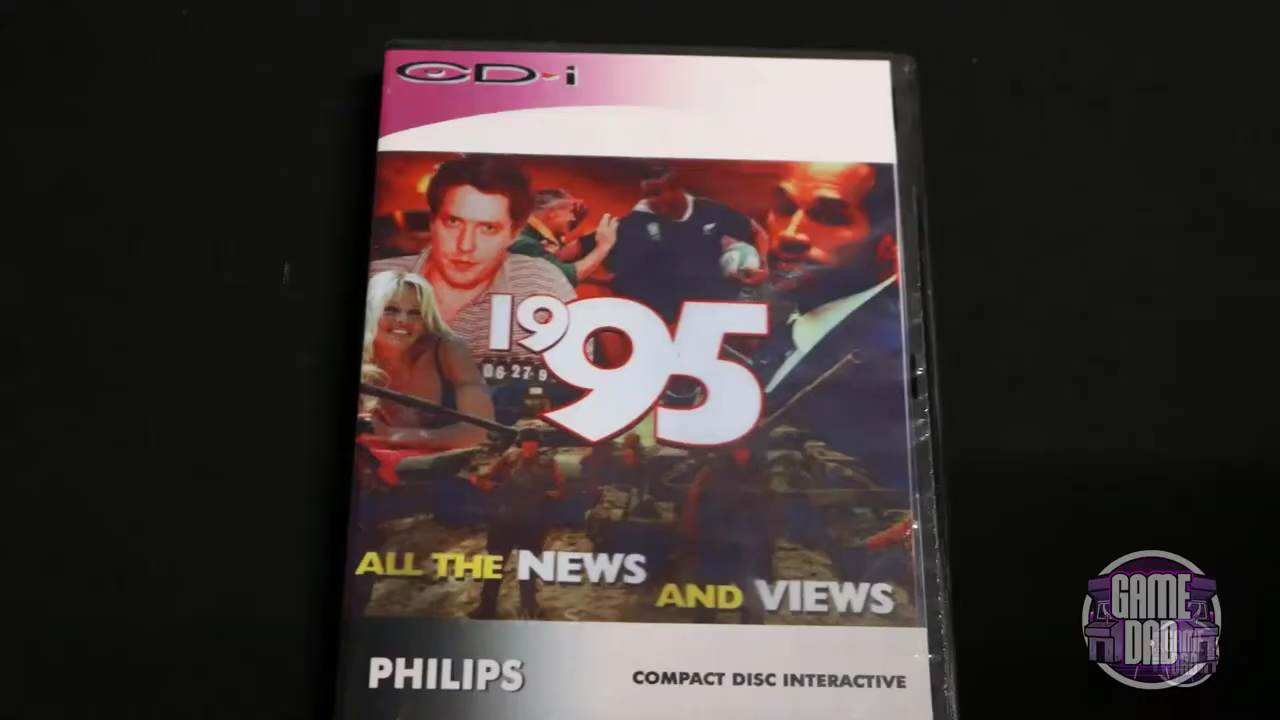 CD-i
1995
06-27-9
ALL THE NEWS
AND VIEWS
PHILIPS
COMPACT DISC INTERACTIVE
GAME
DAD